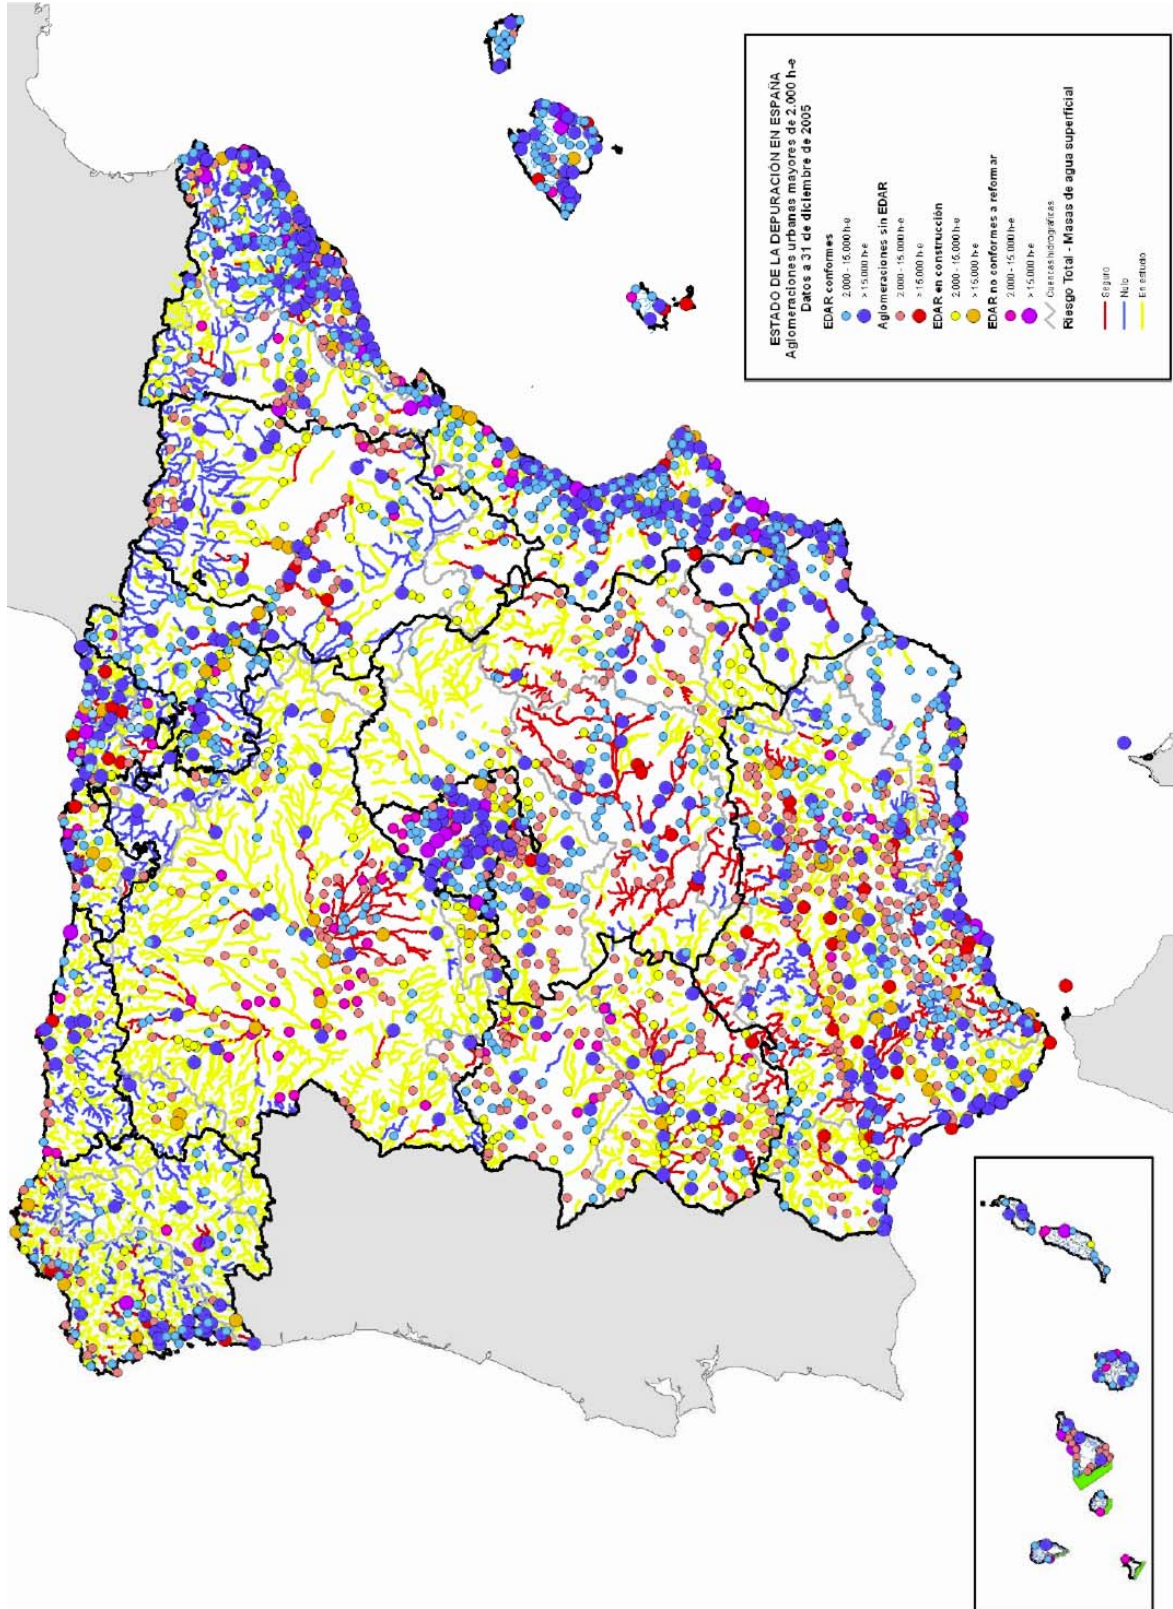 ESTADO DE LA DEPURACIÓN EN ESPAÑA
Aglomeraciones urbanas mayores de 2.000 h-e
Datos a 31 de diciembre de 2005
EDAR conformes
2.000 - 15.000 h-e
> 15.000 h-e
Aglomeraciones sin EDAR
2.000 - 15.000 h-e
> 15.000 h-e
EDAR en construcción
2.000 - 15.000 h-e
> 15.000 h-e
EDAR no conformes a reformar
2.000 - 15.000 h-e
> 15.000 h-e
Cuencas hidrográficas
Riesgo Total - Masas de agua superficial
Seguro
Nulo
En estudio